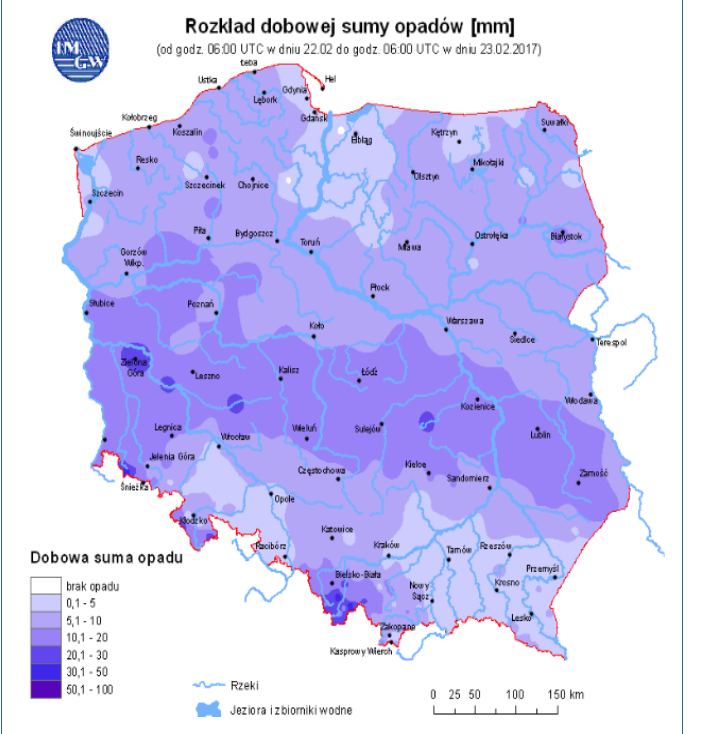 Rozkład dobowej sumy opadów [mm]
(od godz. 06:00 UTC w dniu 22.02 do godz. 06:00 UTC w dniu 23.02.2017)
IM
GW
Łeba
Hel
Ustka
Gdynia
Lębork
Gdańsk
Kołobrzeg
Koszalin
Suwałki
Świnoujście
Elbląg
Kętrzyn
Resko
Mikołajki
Szczecinek
Chojnice
Olsztyn
Szczecin
Piła
Bydgoszcz
Toruń
Mława
Ostrołęka
Białystok
Gorzów
Wlkp.
Płock
Słubice
Poznań
Koło
Warszawa
Siedlce
Terespol
Zielona
Góra
Leszno
Kalisz
Łódź
Kozienice
Włodawa
Legnica
Wrocław
Wieluń
Sulejów
Lublin
Jelenia Góra
Częstochowa
Kielce
Sandomierz
Zamość
Śnieżka
Opole
Kłodzko
Katowice
Racibórz
Kraków
Tarnów
Rzeszów
Bielsko-Biała
Nowy
Sącz
Krosno
Przemyśl
Lesko
Zakopane
Kasprowy Wierch
Dobowa suma opadu
brak opadu
0,1 - 5
5,1 - 10
10,1 - 20
20,1 - 30
30,1 - 50
50,1 - 100
Rzeki
Jeziora i zbiorniki wodne
0 25 50 100 150 km